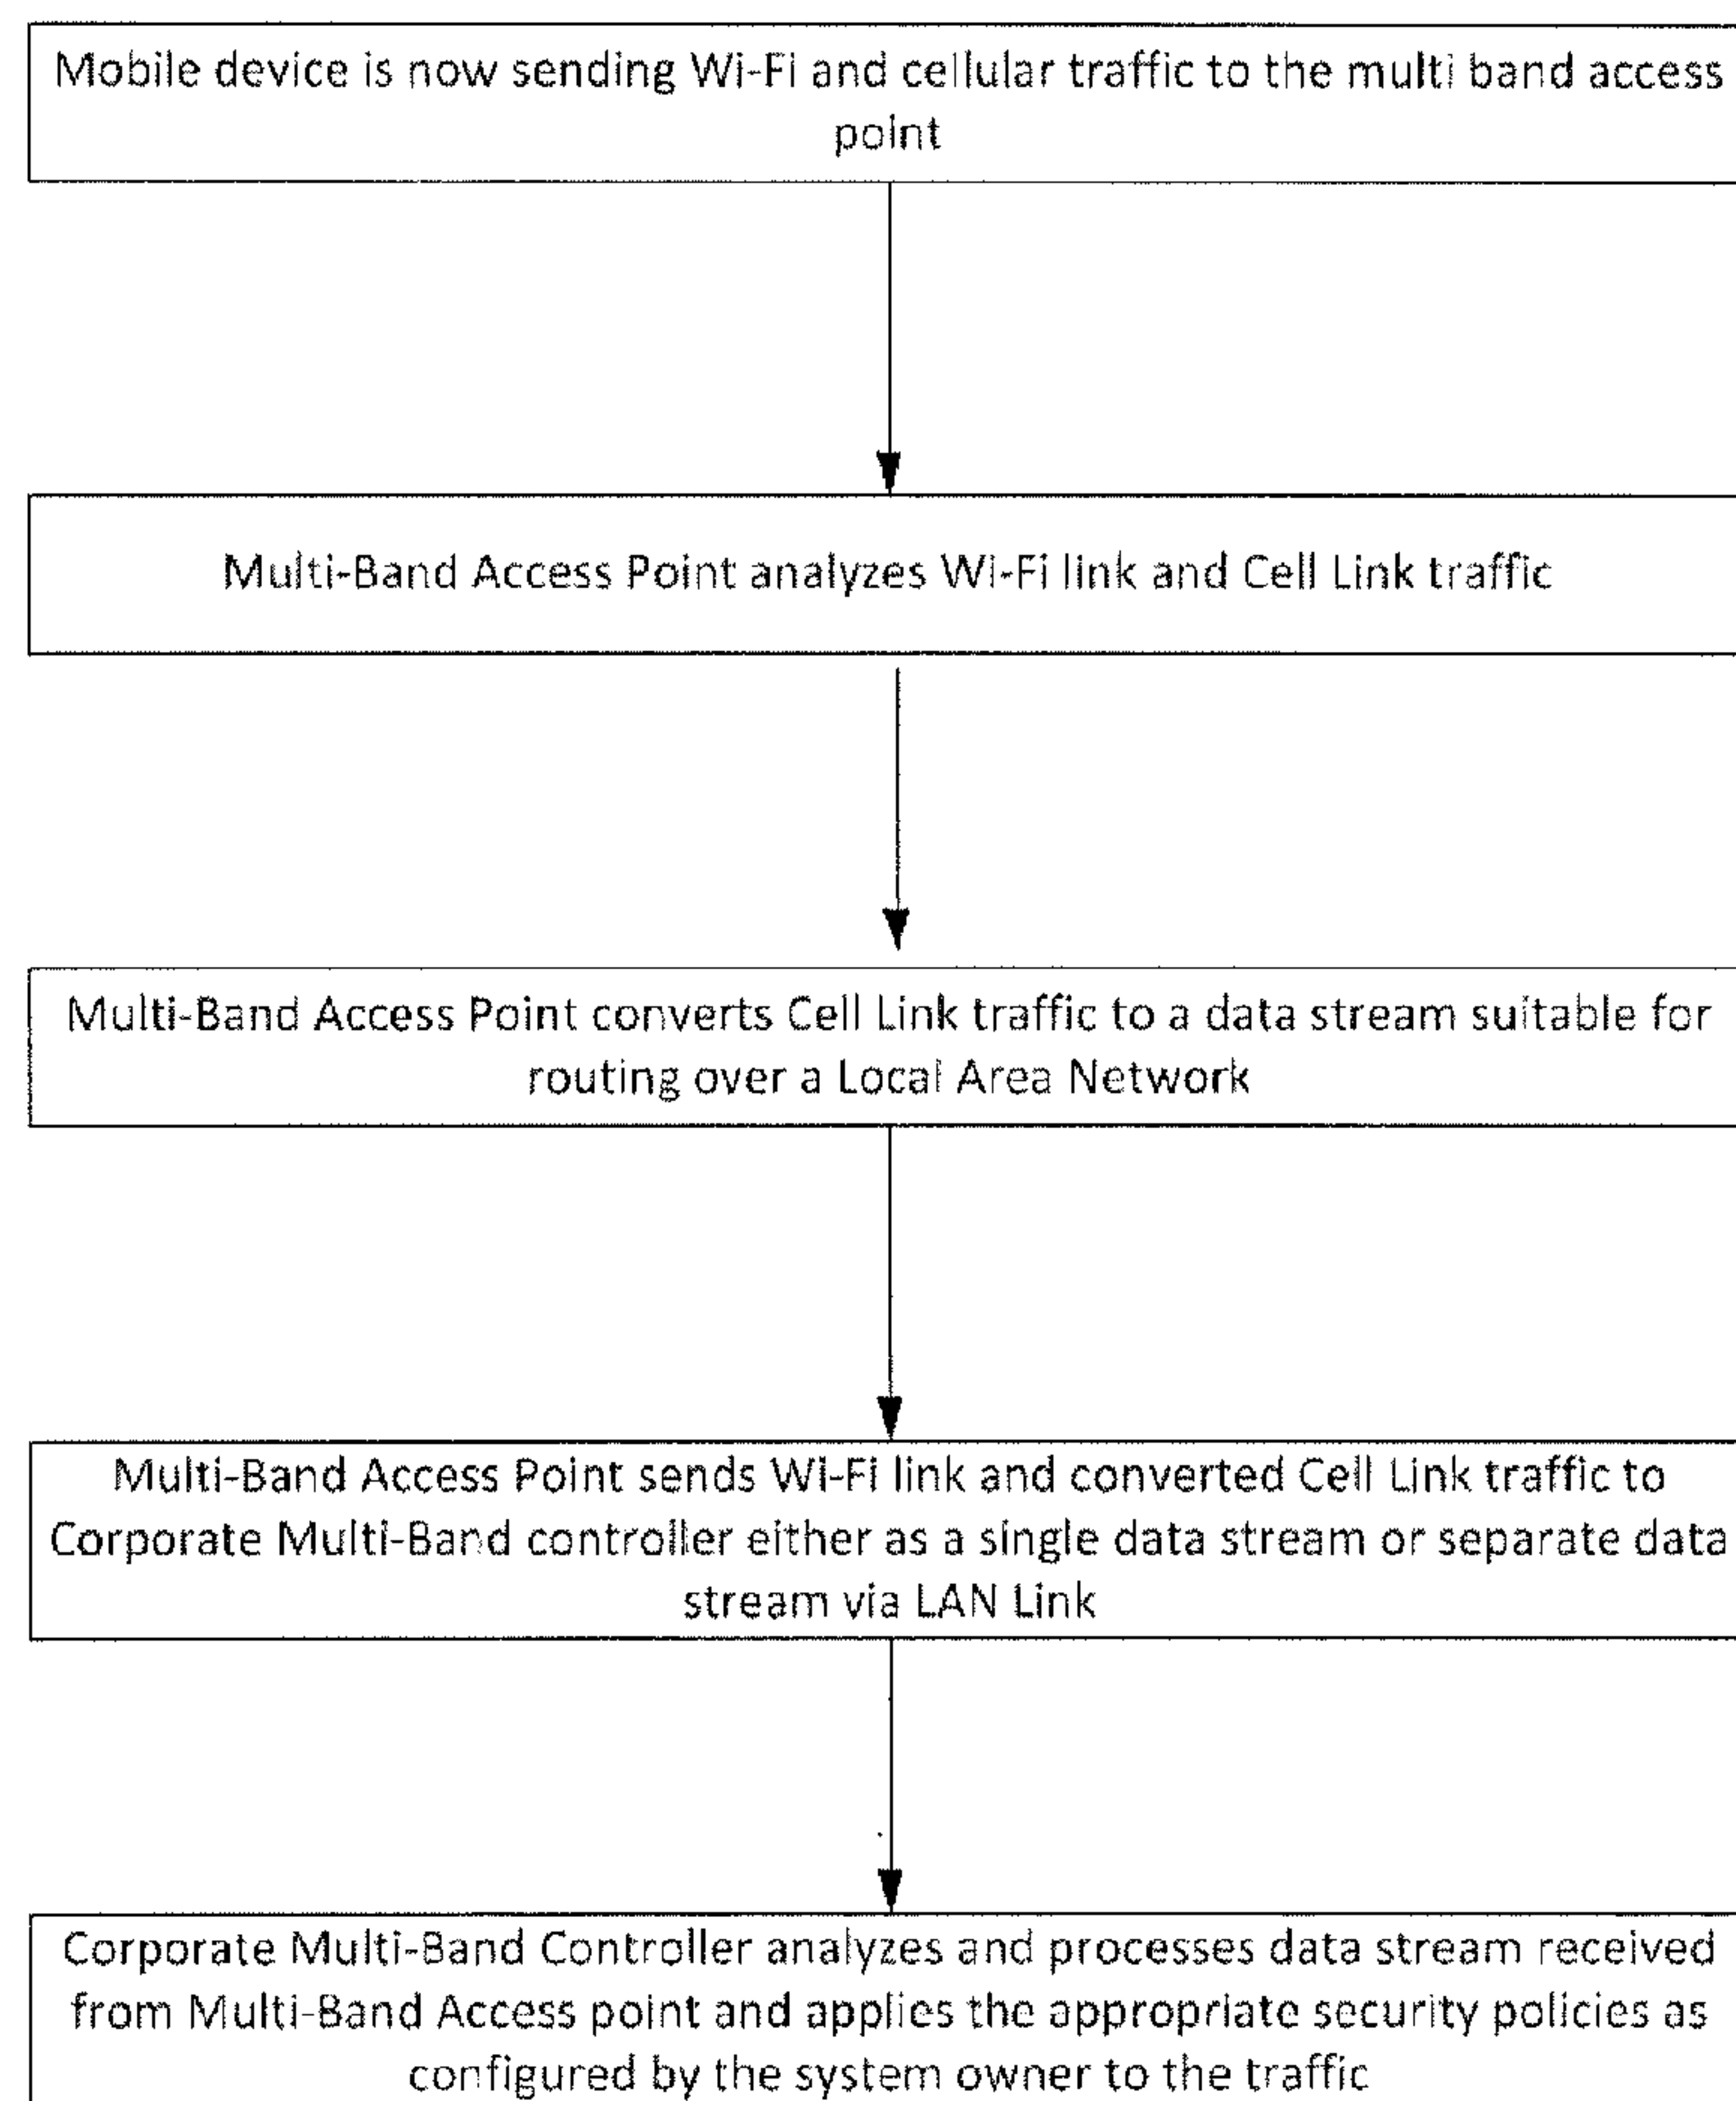 Mobile device is now sending Wi-Fi and cellular traffic to the multi band access
point
Multi-Band Access Point analyzes Wi-Fi link and Cell Link traffic
Multi-Band Access Point converts Cell Link traffic to a data stream suitable for
routing over a Local Area Network
Multi-Band Access Point sends Wi-Fi link and converted Cell Link traffic to
Corporate Multi-Band controller either as a single data stream or separate data
stream via LAN Link
Corporate Multi-Band Controller analyzes and processes data stream received
from Multi-Band Access point and applies the appropriate security policies as
configured by the system owner to the traffic